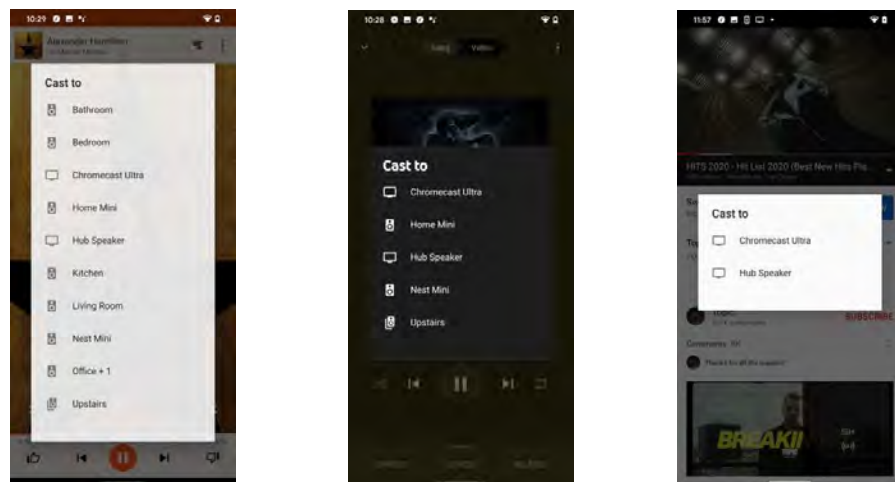 10:29
Alexander Hamilton
Cast to
Bathroom
Bedroom
Chromecast Ultra
Home Mini
Hub Speaker
Kitchen
Living Room
Nest Mini
Office + 1
Upstairs
10:28
Song Video
Cast to
Chromecast Ultra
Home Mini
Hub Speaker
Nest Mini
Upstairs
11:57
HITS 2020 - Hit List 2020 (Best New Hits Pla...
Cast to
Chromecast Ultra
Hub Speaker
SUBSCRIBE
Comments
BREAKII